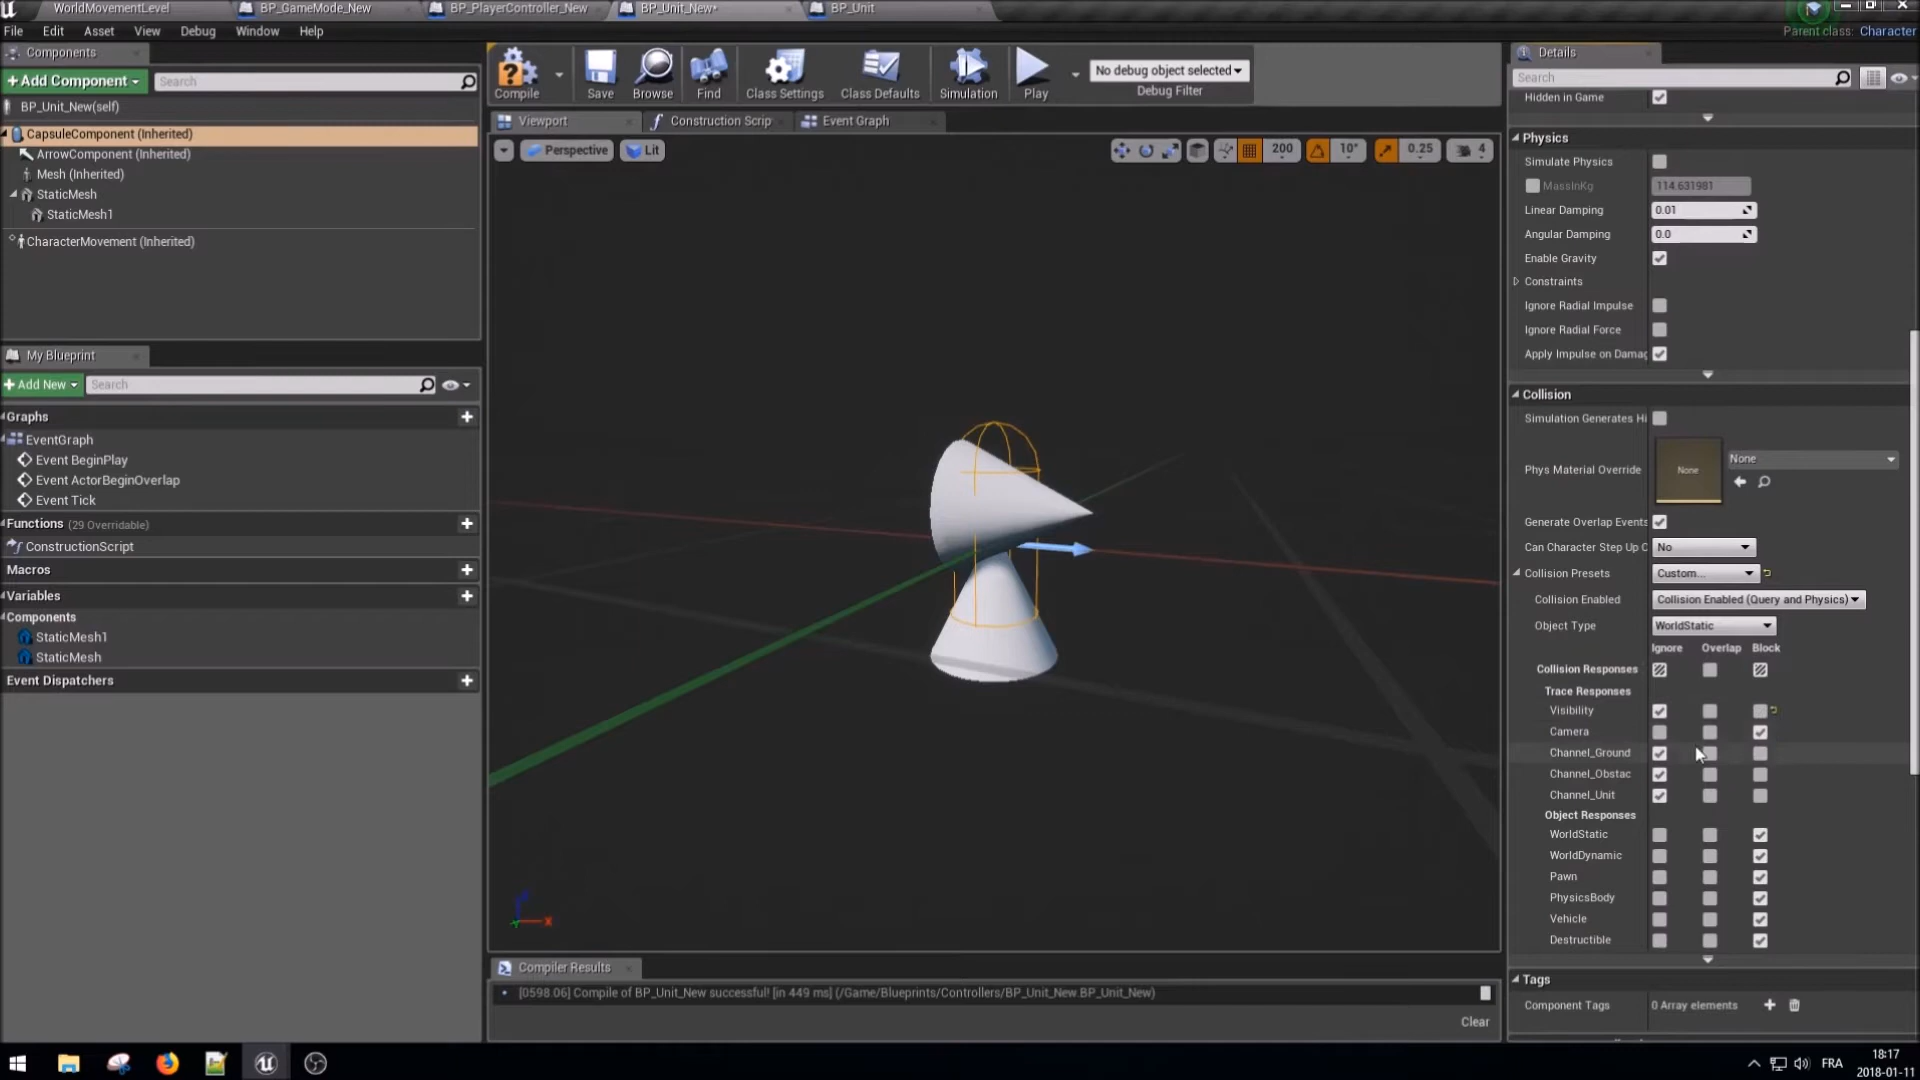 WorldMovementLevel
BP_GameMode_New
BP_PlayerController_New
BP_Unit_New*
BP_Unit
File Edit Asset View Debug Window Help
Parent class: Character
Components
+Add Component
Search
BP_Unit_New(self)
CapsuleComponent (Inherited)
ArrowComponent (Inherited)
Mesh (Inherited)
StaticMesh
StaticMesh1
CharacterMovement (Inherited)
My Blueprint
+Add New
Search
Graphs
EventGraph
Event BeginPlay
Event ActorBeginOverlap
Event Tick
Functions (29 Overridable)
ConstructionScript
Macros
Variables
Components
StaticMesh1
StaticMesh
Event Dispatchers
Compile
Save
Browse
Find
Class Settings
Class Defaults
Simulation
Play
No debug object selected
Debug Filter
Viewport
Construction Scrip
Event Graph
Perspective
Lit
200
10°
0.25
4
X
Compiler Results
[0598.06] Compile of BP_Unit_New successful! [in 449 ms] (/Game/Blueprints/Controllers/BP_Unit_New.BP_Unit_New)
Clear
Details
Search
Hidden in Game
Physics
Simulate Physics
MassInKg 114.631981
Linear Damping 0.01
Angular Damping 0.0
Enable Gravity
Constraints
Ignore Radial Impulse
Ignore Radial Force
Apply Impulse on Damag
Collision
Simulation Generates Hi
Phys Material Override None None
Generate Overlap Events
Can Character Step Up C No
Collision Presets Custom...
Collision Enabled Collision Enabled (Query and Physics)
Object Type WorldStatic
Ignore Overlap Block
Collision Responses
Trace Responses
Visibility
Camera
Channel_Ground
Channel_Obstac
Channel_Unit
Object Responses
WorldStatic
WorldDynamic
Pawn
PhysicsBody
Vehicle
Destructible
Tags
Component Tags 0 Array elements
FRA
18:17
2018-01-11